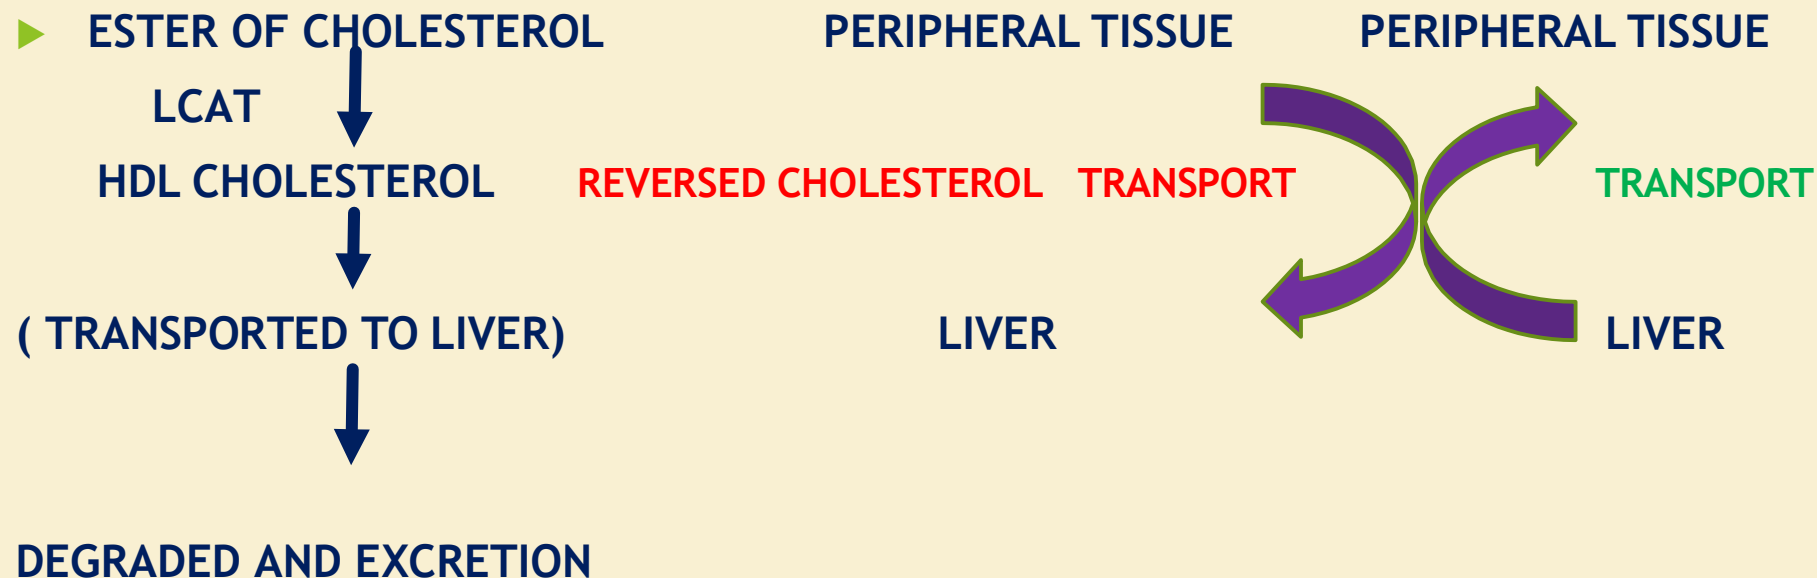 ESTER OF CHOLESTEROL PERIPHERAL TISSUE PERIPHERAL TISSUE
LCAT
HDL CHOLESTEROL REVERSED CHOLESTEROL TRANSPORT TRANSPORT
( TRANSPORTED TO LIVER) LIVER LIVER
DEGRADED AND EXCRETION